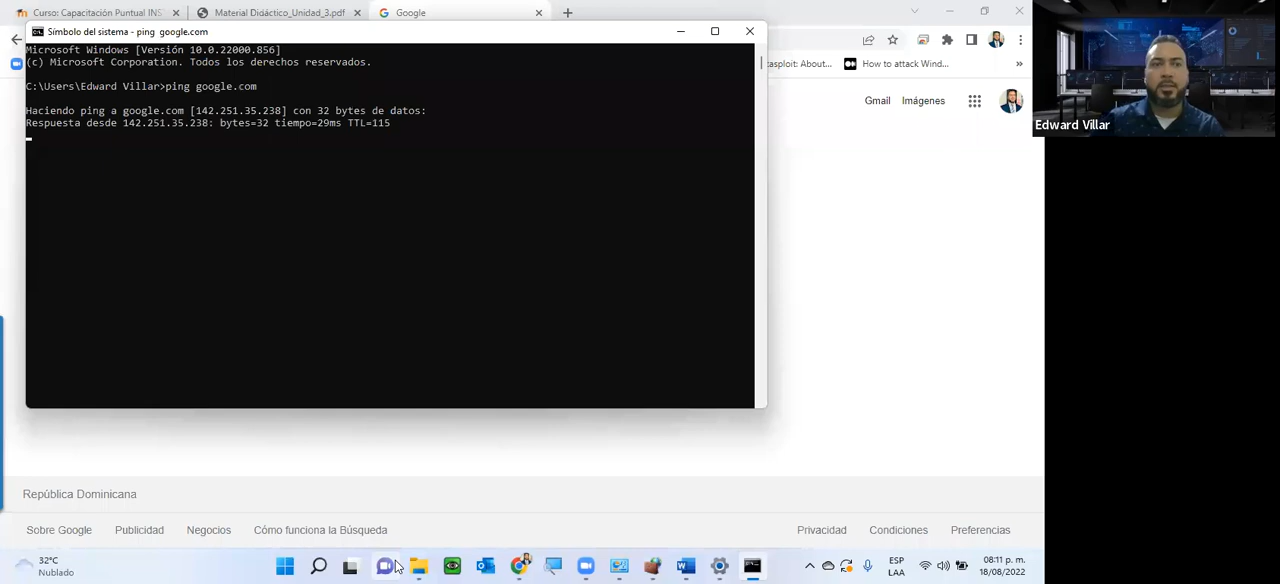 Curso: Capacitación Puntual INS
Material Didáctico_Unidad_3.pdf
Google
Símbolo del sistema - ping google.com
Microsoft Windows [Versión 10.0.22000.856]
(c) Microsoft Corporation. Todos los derechos reservados.
C:\Users\Edward Villar>ping google.com
Haciendo ping a google.com [142.251.35.238] con 32 bytes de datos:
Respuesta desde 142.251.35.238: bytes=32 tiempo=29ms TTL=115
About...
How to attack Wind...
Gmail
Imágenes
Edward Villar
República Dominicana
Sobre Google
Publicidad
Negocios
Cómo funciona la Búsqueda
Privacidad
Condiciones
Preferencias
32°C
Nublado
ESP
LAA
08:11 p. m.
18/08/2022